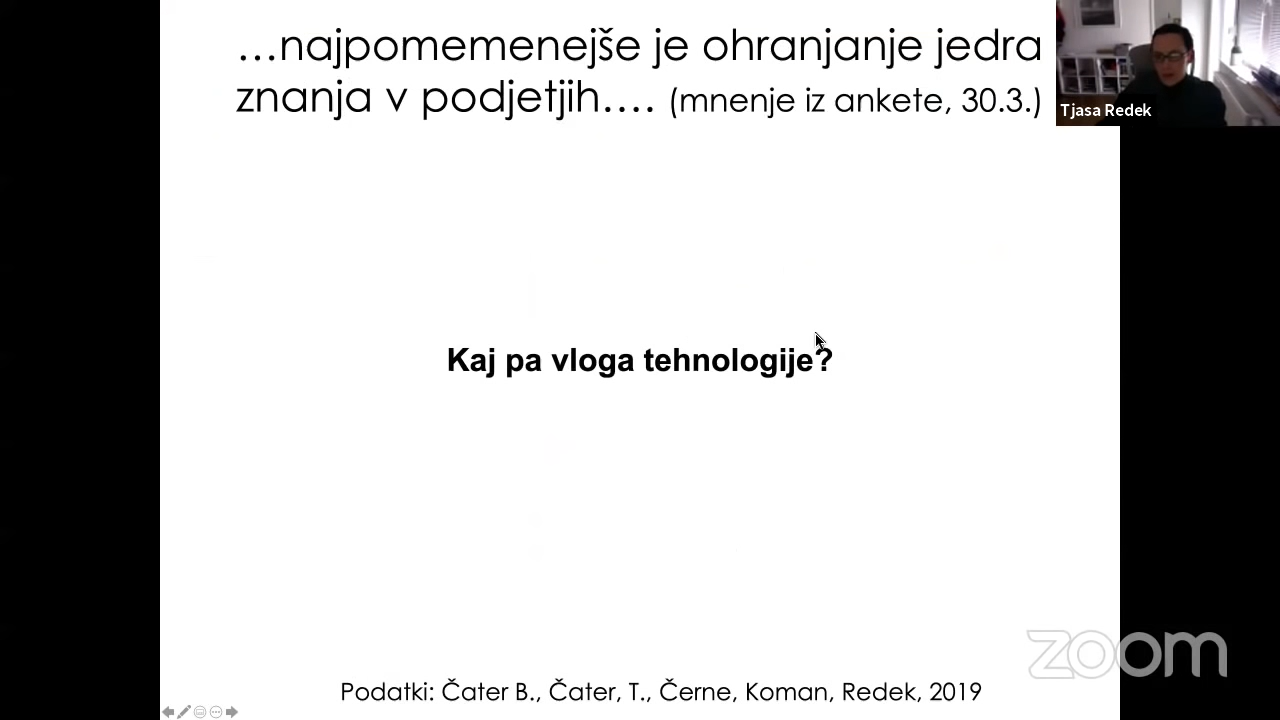 …najpomemenejše je ohranjanje jedra
znanja v podjetjih…. (mnenje iz ankete, 30.3.)
Tjasa Redek
Kaj pa vloga tehnologije?
zoom
Podatki: Čater B., Čater, T., Černe, Koman, Redek, 2019